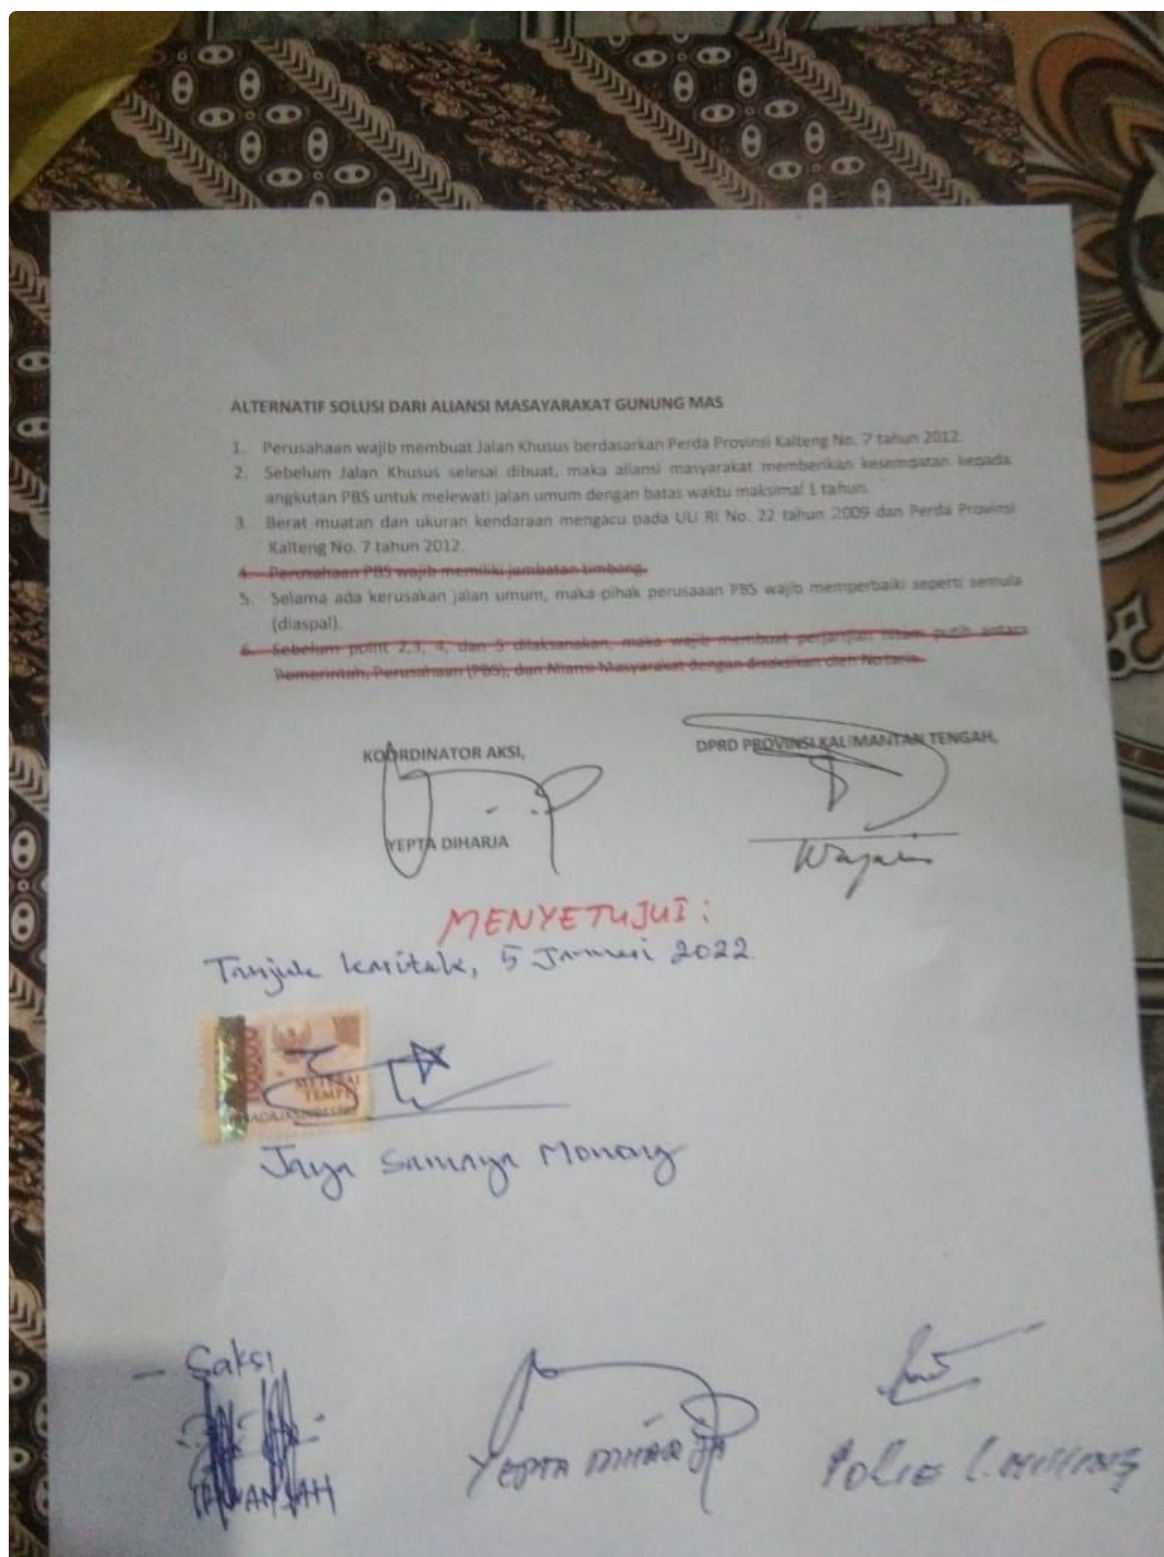 ALTERNATIF SOLUSI DARI ALIANSI MASAYARAKAT GUNUNG MAS
1. Perusahaan wajib membuat Jalan Khusus berdasarkan Perda Provinsi Kalteng No. 7 tahun 2012.
2. Sebelum Jalan Khusus selesai dibuat, maka aliansi masyarakat memberikan kesempatan kepada
angkutan PBS untuk melewati jalan umum dengan batas waktu maksimal 1 tahun.
3. Berat muatan dan ukuran kendaraan mengacu pada UU RI No. 22 tahun 2009 dan Perda Provinsi
Kalteng No. 7 tahun 2012.
4. Perusahaan PBS wajib memiliki jembatan timbang.
5. Selama ada kerusakan jalan umum, maka pihak perusaaan PBS wajib memperbaiki seperti semula
(diaspal).
6. Sebelum point 2,3, 4, dan 5 dilaksanakan, maka wajib membuat perjanjian hitam putih antara
Pemerintah, Perusahaan (PBS), dan Aliansi Masyarakat dengan disaksikan oleh Notaris.
KOORDINATOR AKSI,
DPRD PROVINSI KALIMANTAN TENGAH,
YEPTA DIHARJA
MENYETUJUI :
5 Januari 2022
METERAI
TEMPEL
Jaya Samaya Monong
- Saksi
YEPTA DIHARJA